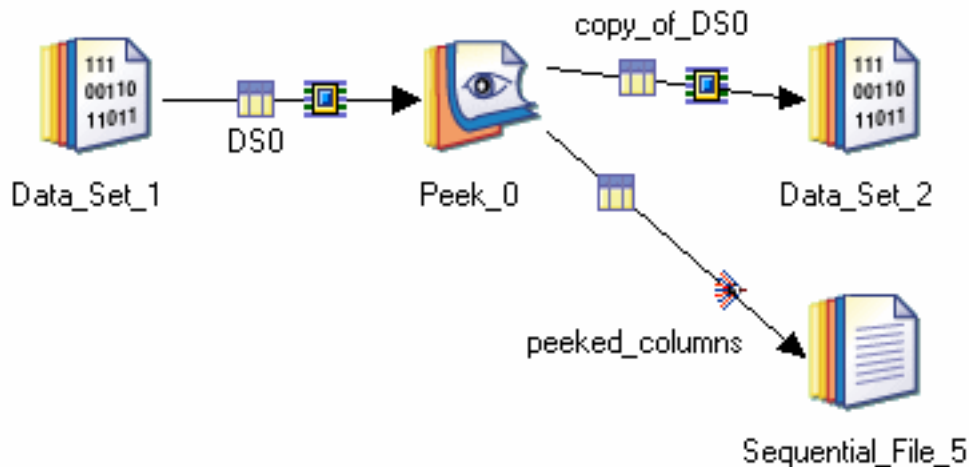 copy_of_DS0
111
00110
11011
DS0
111
00110
11011
Data_Set_1
Peek_0
Data_Set_2
peeked_columns
Sequential_File_5